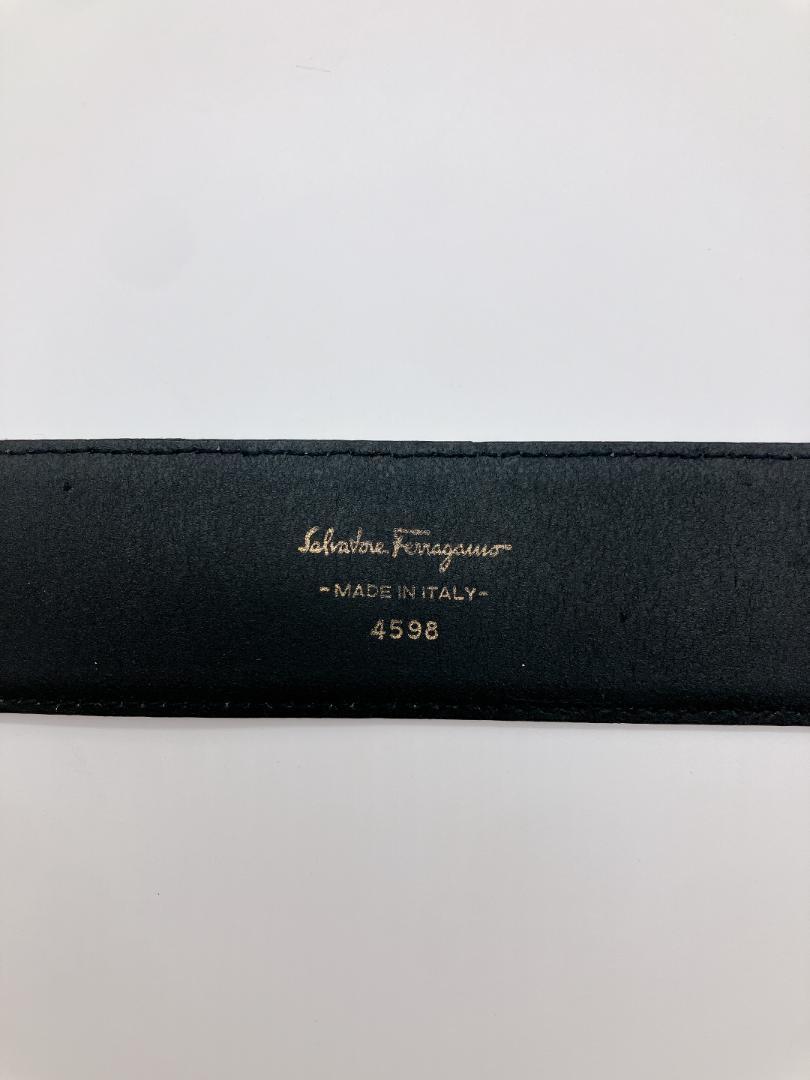 Salvatore Ferragamo
-MADE IN ITALY-
4598